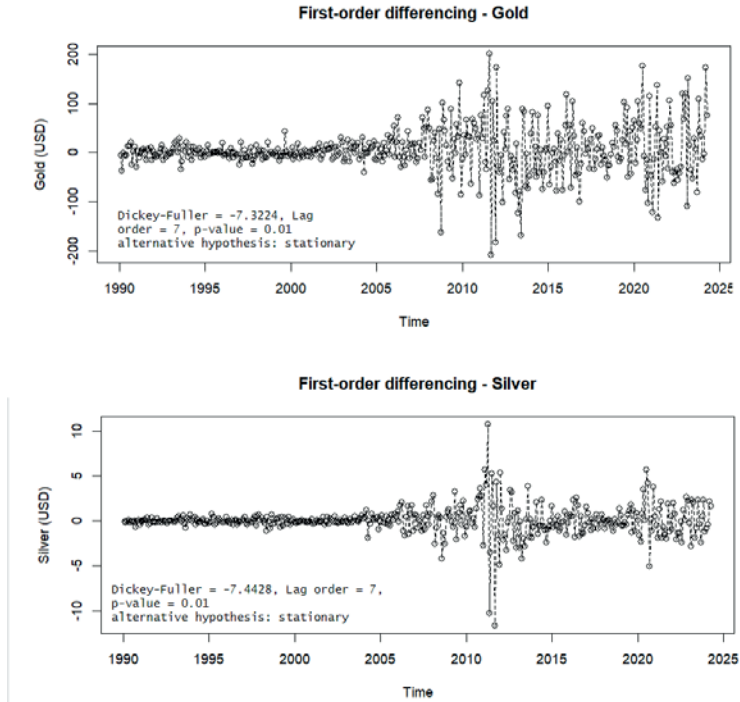 First-order differencing - Gold
Gold (USD)
200
100
0
-100
-200
Dickey-Fuller = -7.3224, Lag
order = 7, p-value = 0.01
alternative hypothesis: stationary
1990 1995 2000 2005 2010 2015 2020 2025
Time
First-order differencing - Silver
Silver (USD)
10
5
0
-5
-10
Dickey-Fuller = -7.4428, Lag order = 7,
p-value = 0.01
alternative hypothesis: stationary
1990 1995 2000 2005 2010 2015 2020 2025
Time